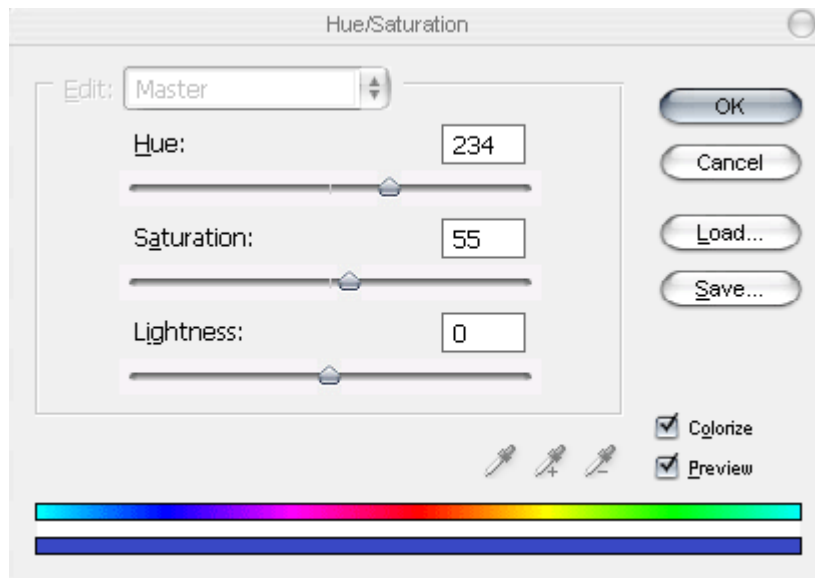 Hue/Saturation
Edit: Master
Hue: 234
Saturation: 55
Lightness: 0
OK
Cancel
Load...
Save...
Colorize
Preview